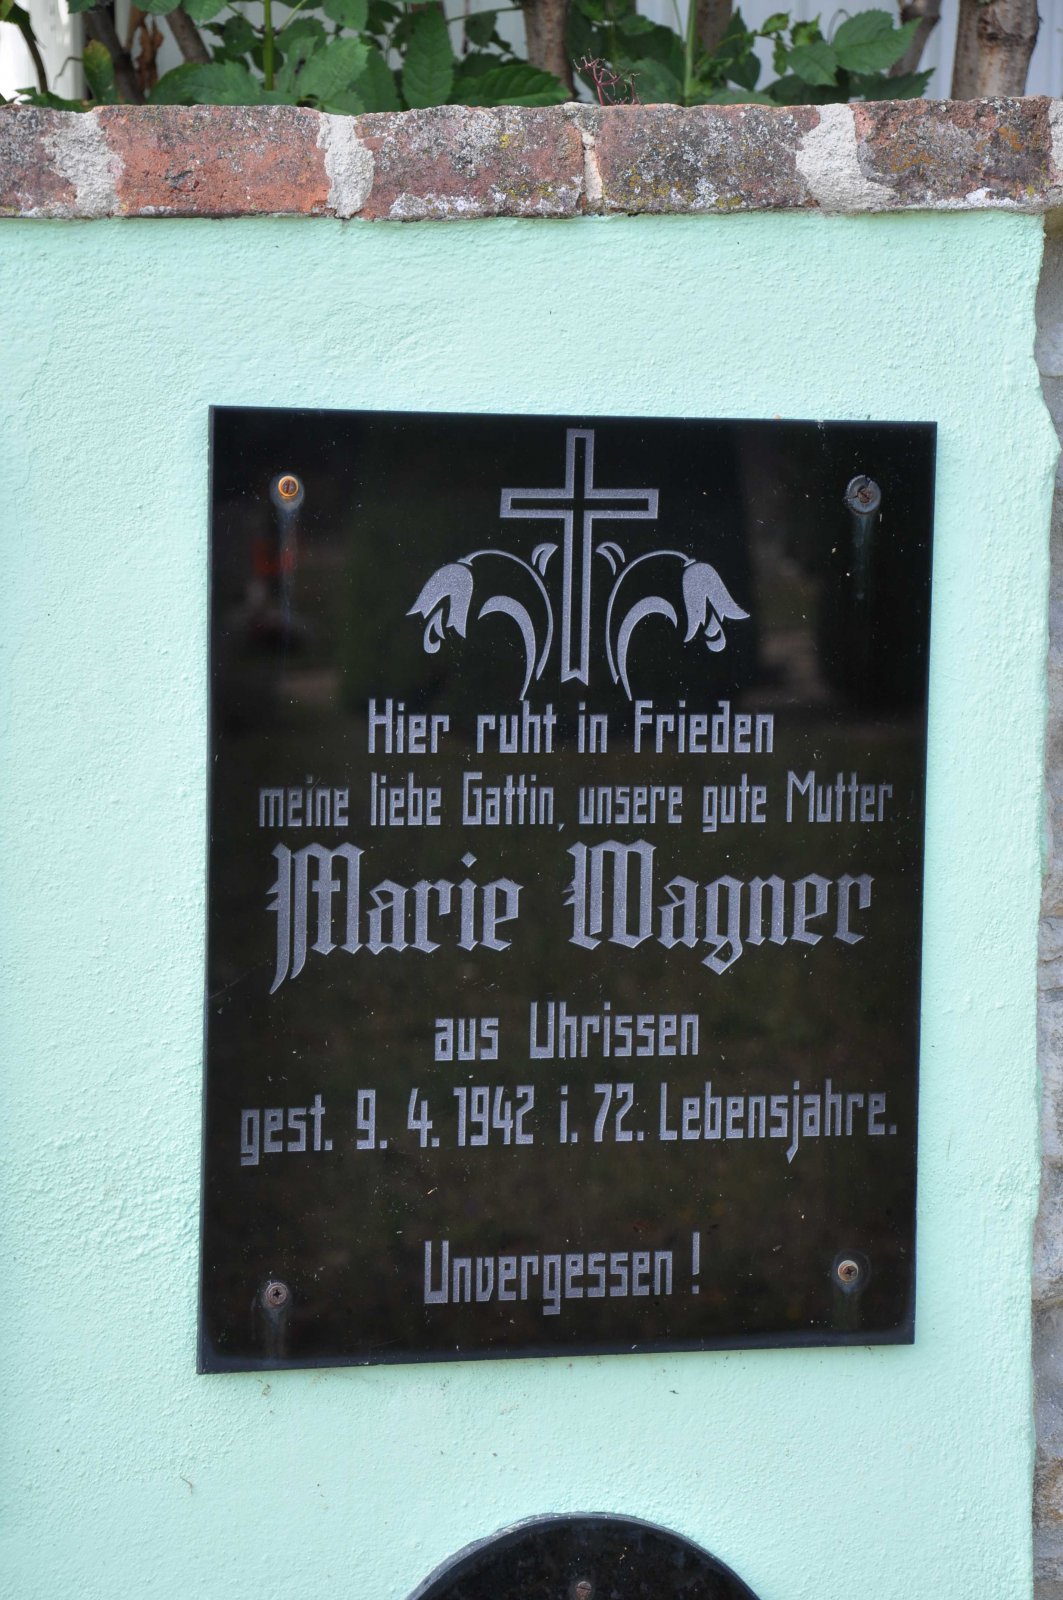 Hier ruht in Frieden
meine liebe Gattin, unsere gute Mutter
Marie Wagner
aus Uhrissen
gest. 9. 4. 1942 i. 72. Lebensjahre.
Unvergessen!